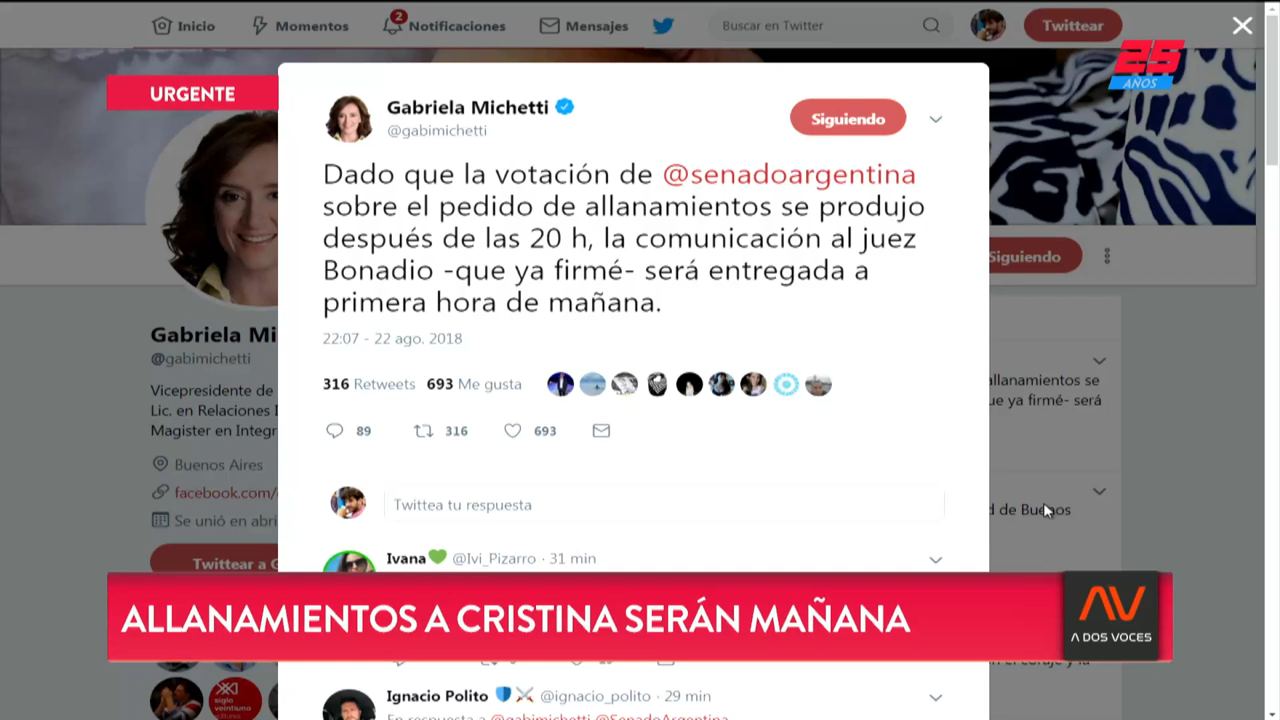 Inicio
Momentos
2
Notificaciones
Mensajes
Buscar en Twitter
Twittear
25
AÑOS
URGENTE
Gabriela Michetti
@gabimichetti
Siguiendo
Dado que la votación de @senadoargentina
sobre el pedido de allanamientos se produjo
después de las 20 h, la comunicación al juez
Bonadio -que ya firmé- será entregada a
primera hora de mañana.
22:07 - 22 ago. 2018
316 Retweets 693 Me gusta
89 316 693
Twittea tu respuesta
Ivana @Ivi_Pizarro · 31 min
Siguiendo
Gabriela Mi
@gabimichetti
Vicepresidente de
Lic. en Relaciones
Magister en Integr
Buenos Aires
facebook.com/
Se unió en abri
Twittear a G
allanamientos se
ue ya firmé- será
d de Buenos
ALLANAMIENTOS A CRISTINA SERÁN MAÑANA
AV
A DOS VOCES
siglo
veintiuno
Ignacio Polito @ignacio_polito · 29 min
En respuesta a @gabimichetti @SenadoArgentina